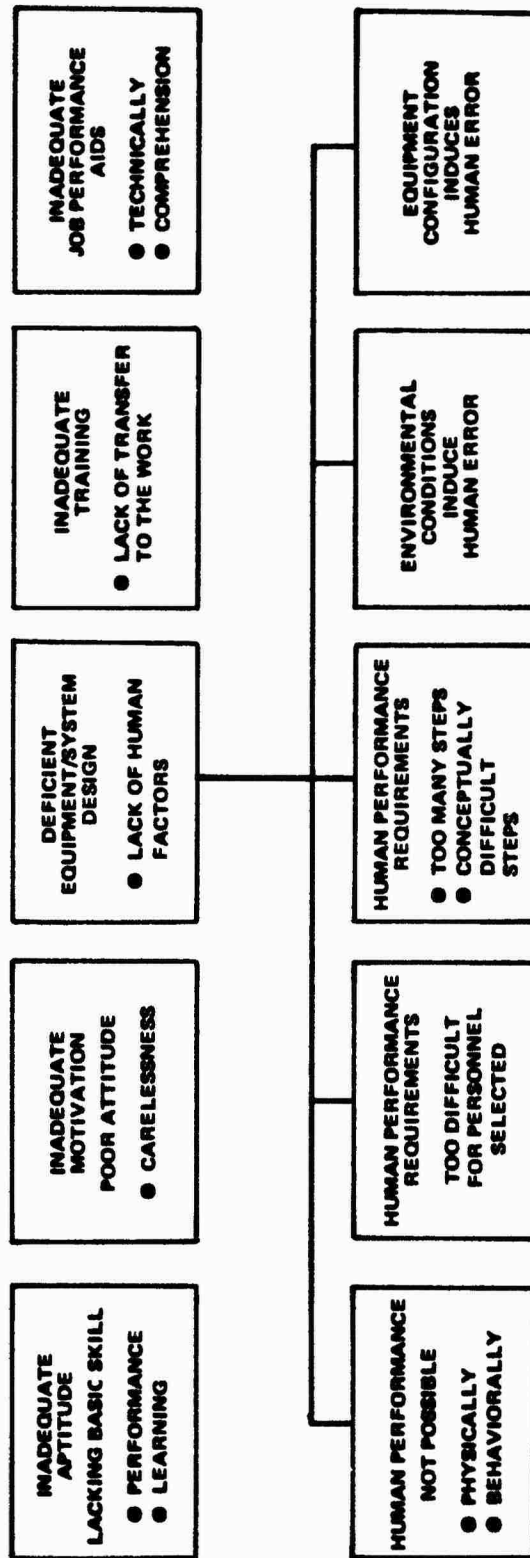 INADEQUATE
APTITUDE
LACKING BASIC SKILL
● PERFORMANCE
● LEARNING
INADEQUATE
MOTIVATION
POOR ATTITUDE
● CARELESSNESS
DEFICIENT
EQUIPMENT/SYSTEM
DESIGN
● LACK OF HUMAN
FACTORS
INADEQUATE
TRAINING
● LACK OF TRANSFER
TO THE WORK
INADEQUATE
JOB PERFORMANCE
AIDS
● TECHNICALLY
● COMPREHENSION
HUMAN PERFORMANCE
NOT POSSIBLE
● PHYSICALLY
● BEHAVIORALLY
HUMAN PERFORMANCE
REQUIREMENTS
TOO DIFFICULT
FOR PERSONNEL
SELECTED
HUMAN PERFORMANCE
REQUIREMENTS
● TOO MANY STEPS
● CONCEPTUALLY
DIFFICULT
STEPS
ENVIRONMENTAL
CONDITIONS
INDUCE
HUMAN ERROR
EQUIPMENT
CONFIGURATION
INDUCES
HUMAN ERROR